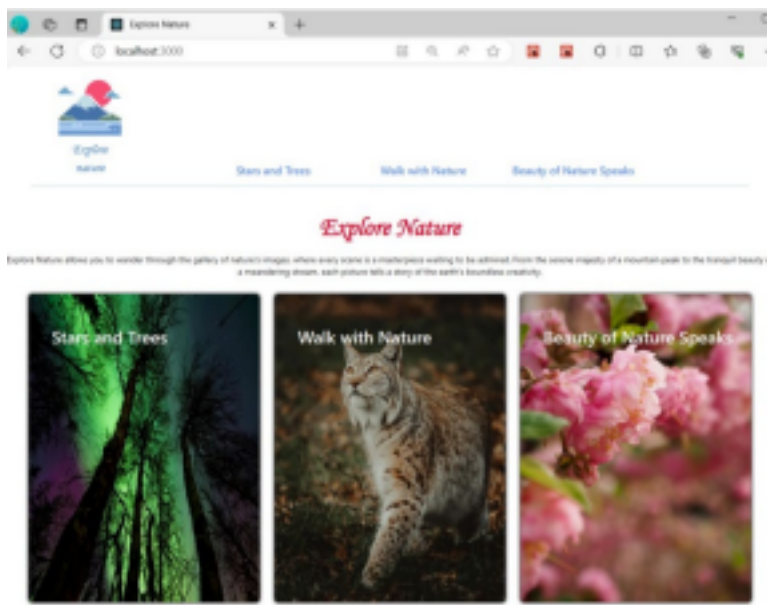 Explore Nature
localhost:3000
Explore
nature
Stars and Trees Walk with Nature Beauty of Nature Speaks
Explore Nature
Explore Nature allows you to wander through the gallery of nature's images, where every scene is a masterpiece waiting to be admired. From the serene majesty of a mountain peak to the tranquil beauty
a meandering stream, each picture tells a story of the earth's boundless creativity.
Stars and Trees
Walk with Nature
Beauty of Nature Speaks